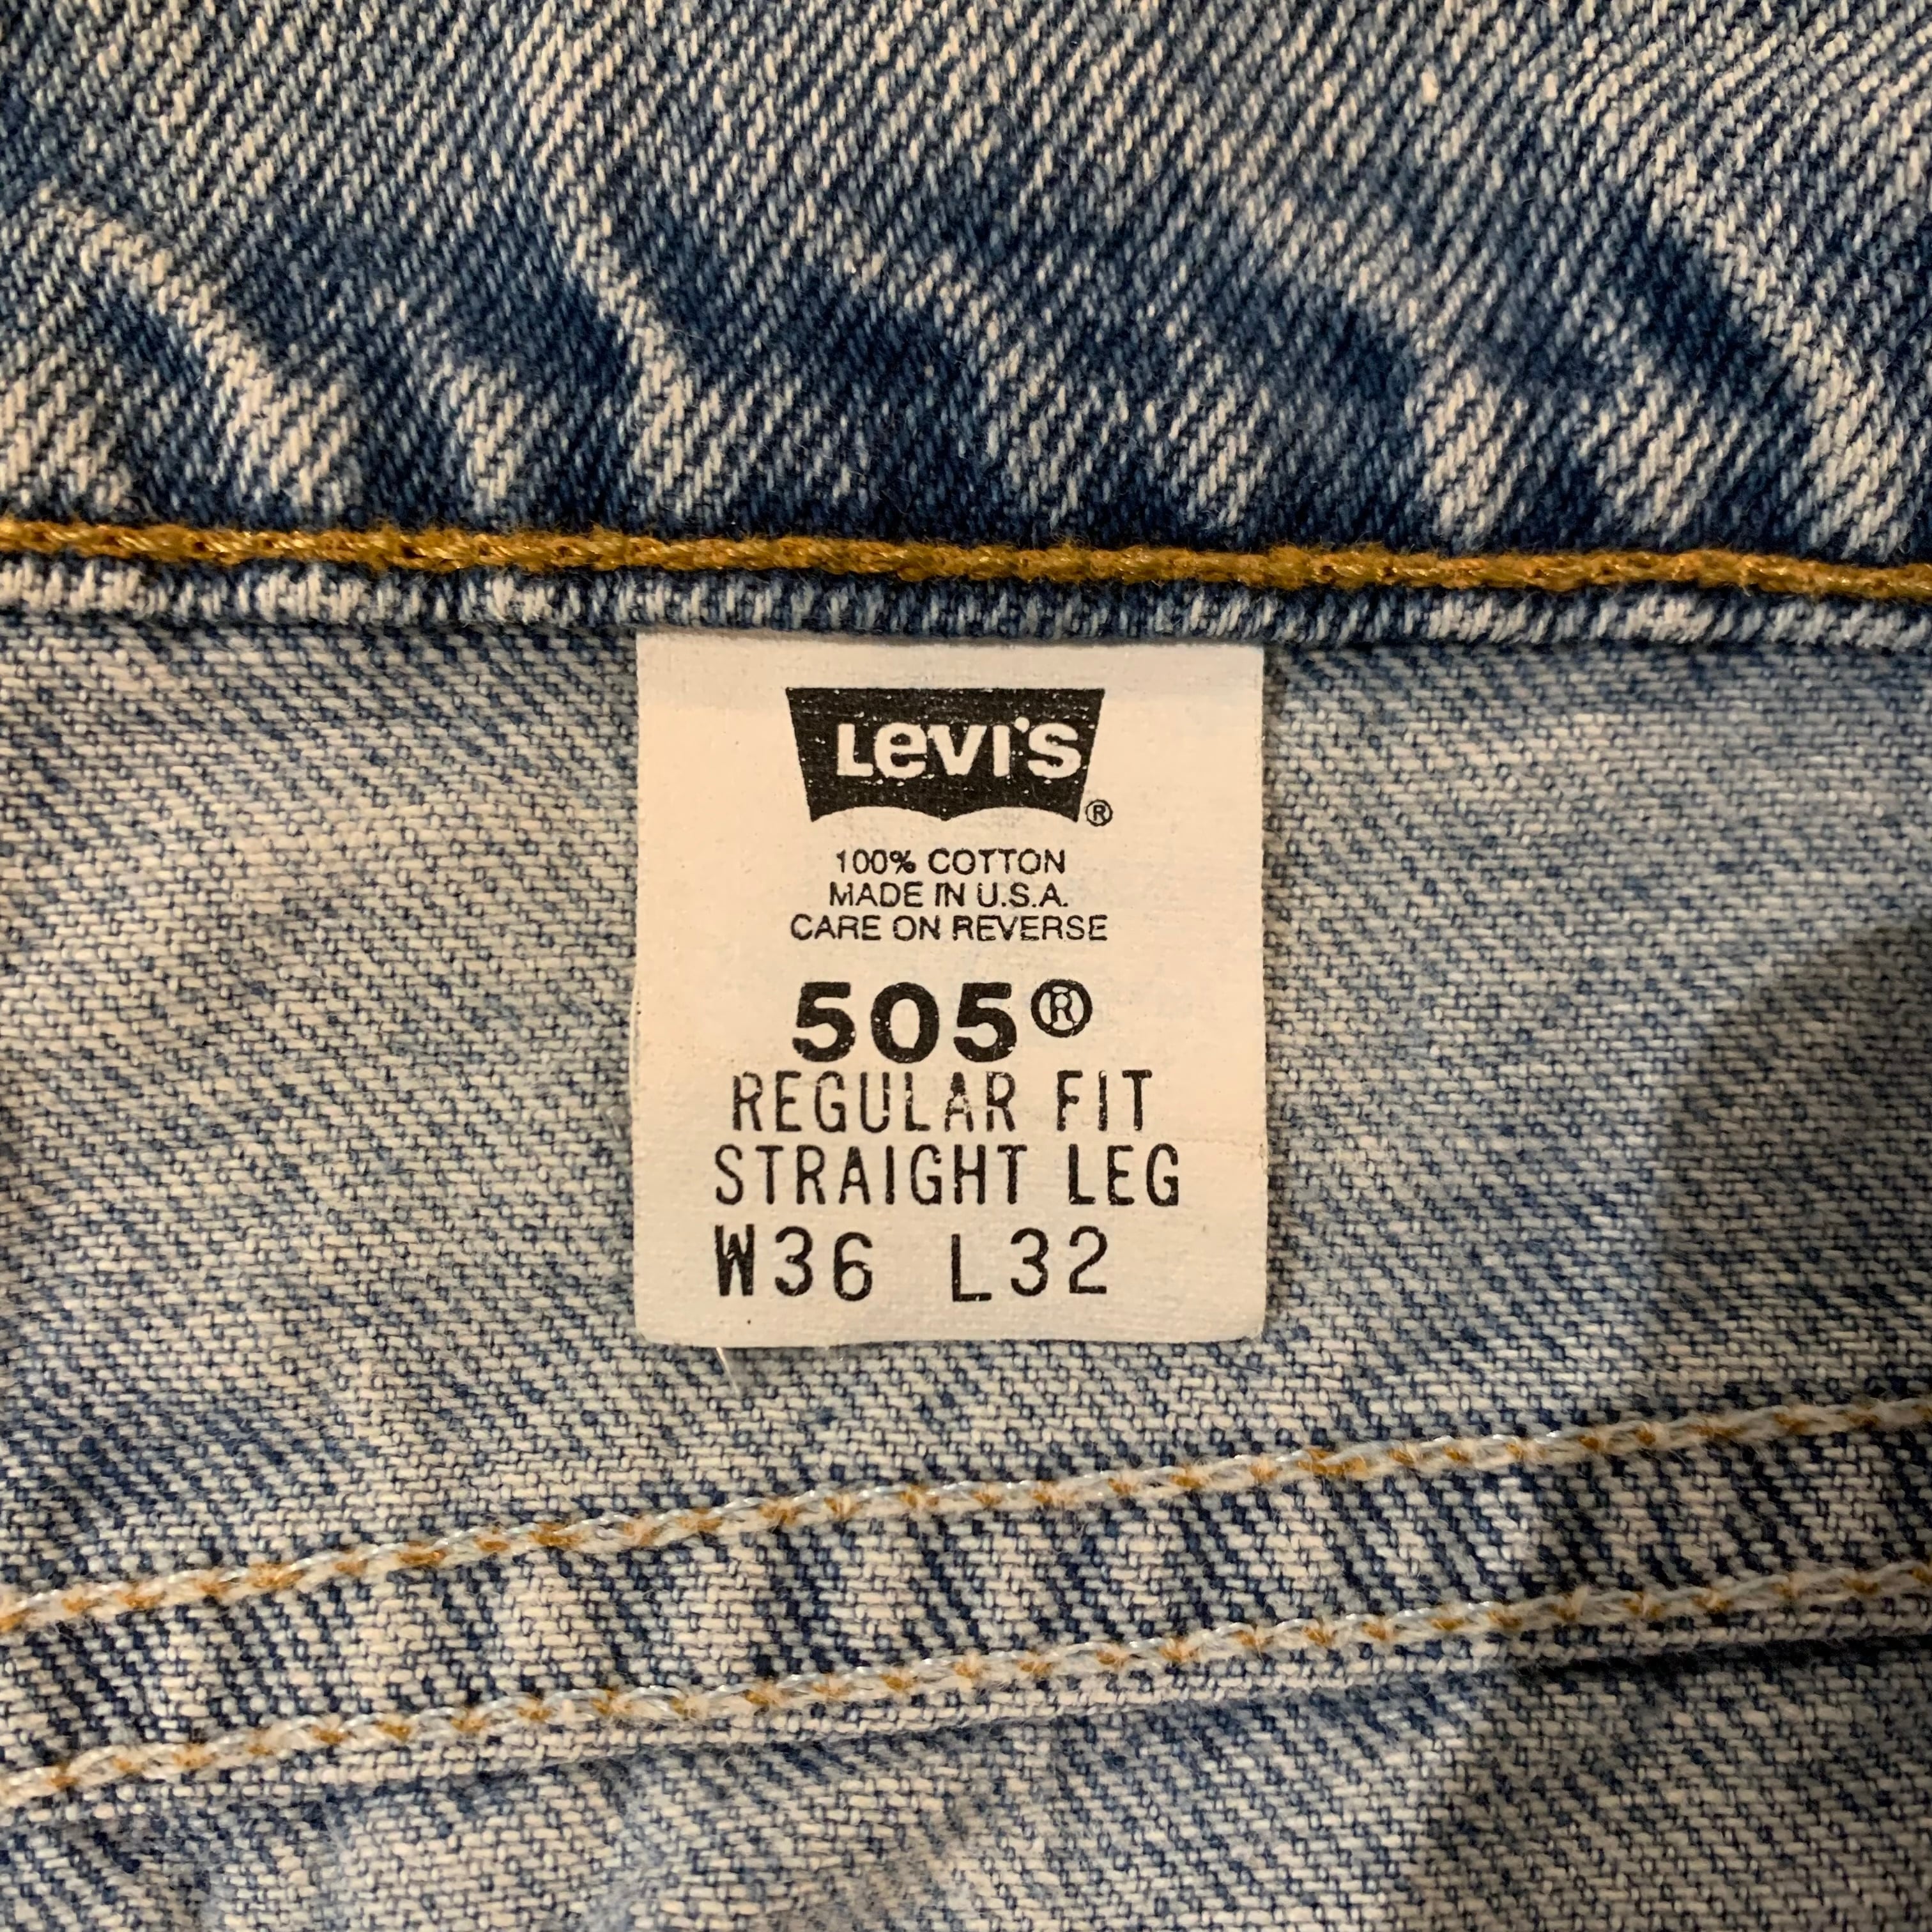 Levi's
®
100% COTTON
MADE IN U.S.A.
CARE ON REVERSE
505®
REGULAR FIT
STRAIGHT LEG
W36 L32